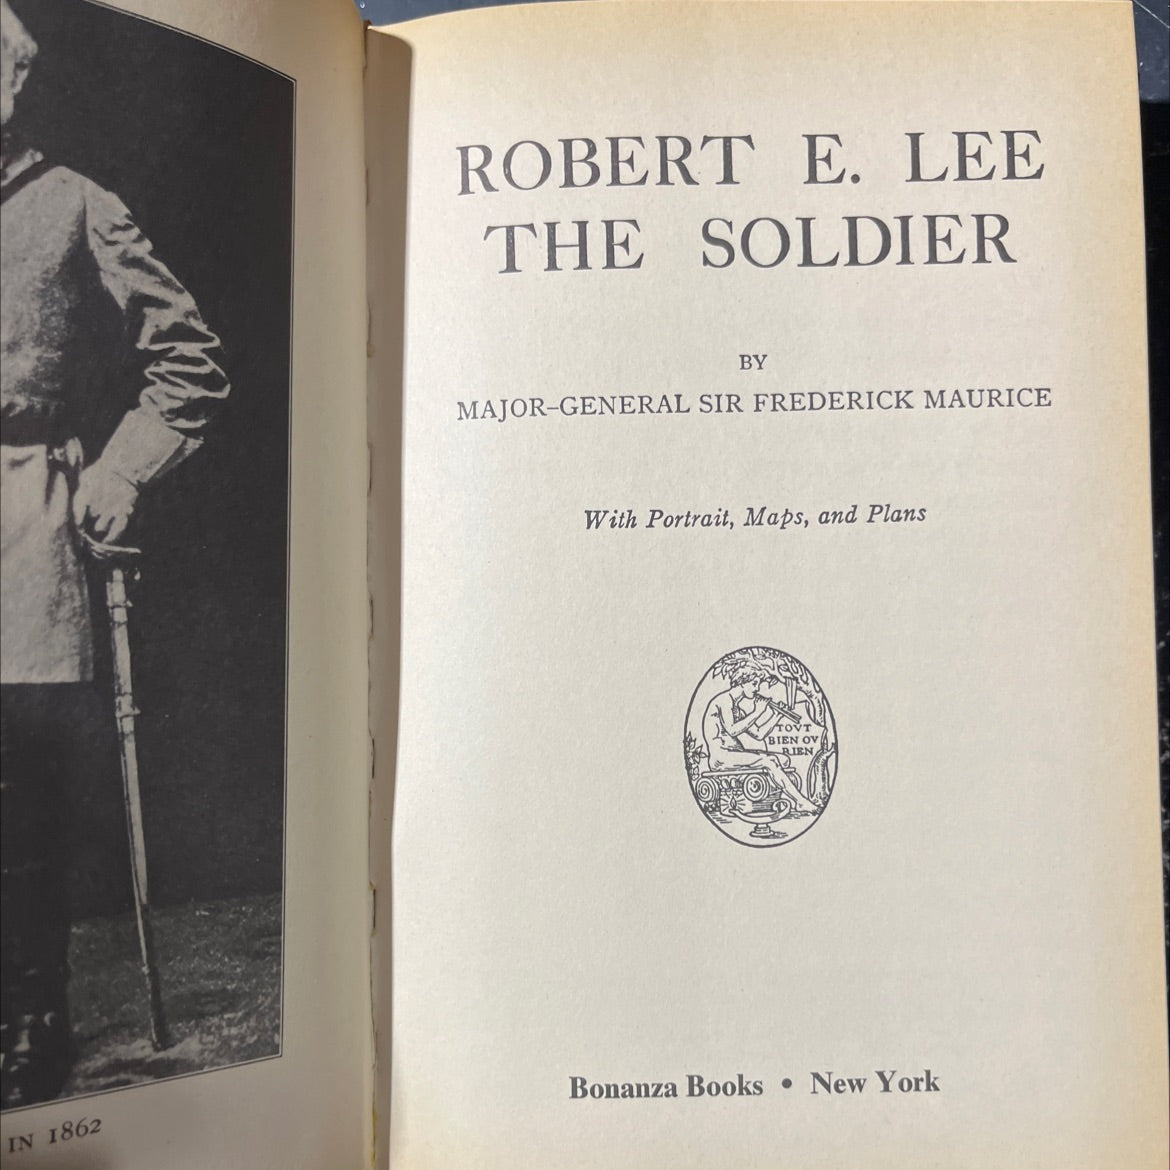 IN 1862
ROBERT E. LEE
THE SOLDIER
BY
MAJOR–GENERAL SIR FREDERICK MAURICE
With Portrait, Maps, and Plans
TOVT
BIEN OV
RIEN
Bonanza Books • New York